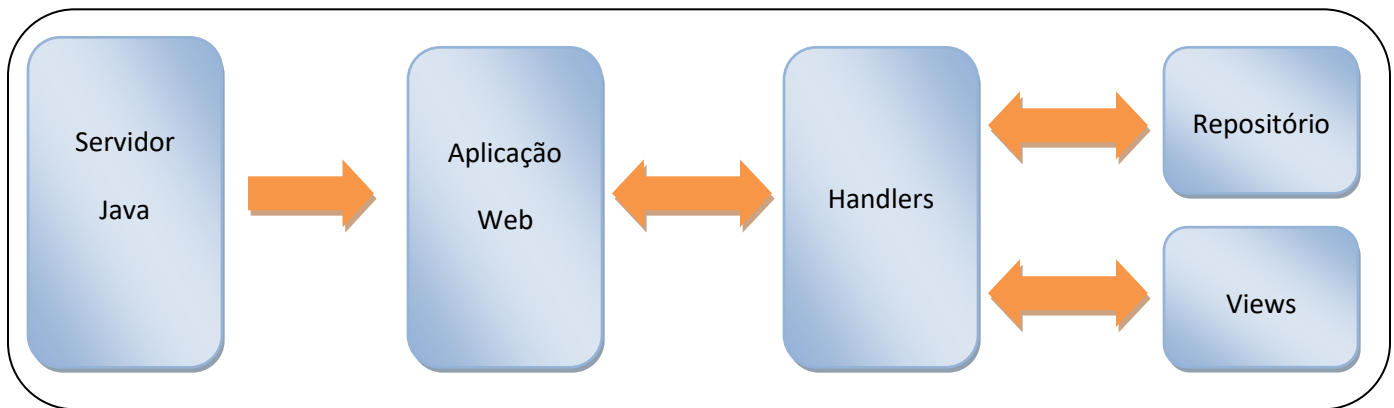 Servidor
Java
Aplicação
Web
Handlers
Repositório
Views